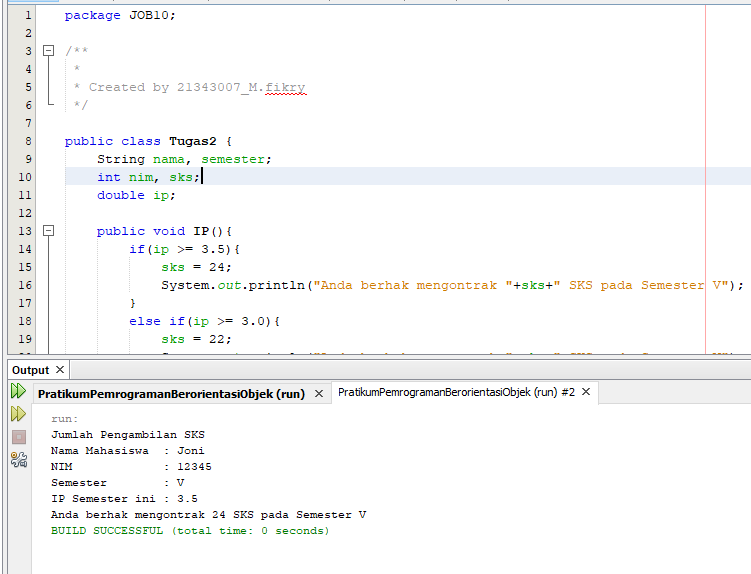 1 package JOB10;
2
3 /**
4 *
5 * Created by 21343007_M.fikry
6 */
7
8 public class Tugas2 {
9 String nama, semester;
10 int nim, sks;
11 double ip;
12
13 public void IP(){
14 if(ip >= 3.5){
15 sks = 24;
16 System.out.println("Anda berhak mengontrak "+sks+" SKS pada Semester V");
17 }
18 else if(ip >= 3.0){
19 sks = 22;
Output
PratikumPemrogramanBerorientasiObjek (run) PratikumPemrogramanBerorientasiObjek (run) #2
run:
Jumlah Pengambilan SKS
Nama Mahasiswa : Joni
NIM : 12345
Semester : V
IP Semester ini : 3.5
Anda berhak mengontrak 24 SKS pada Semester V
BUILD SUCCESSFUL (total time: 0 seconds)